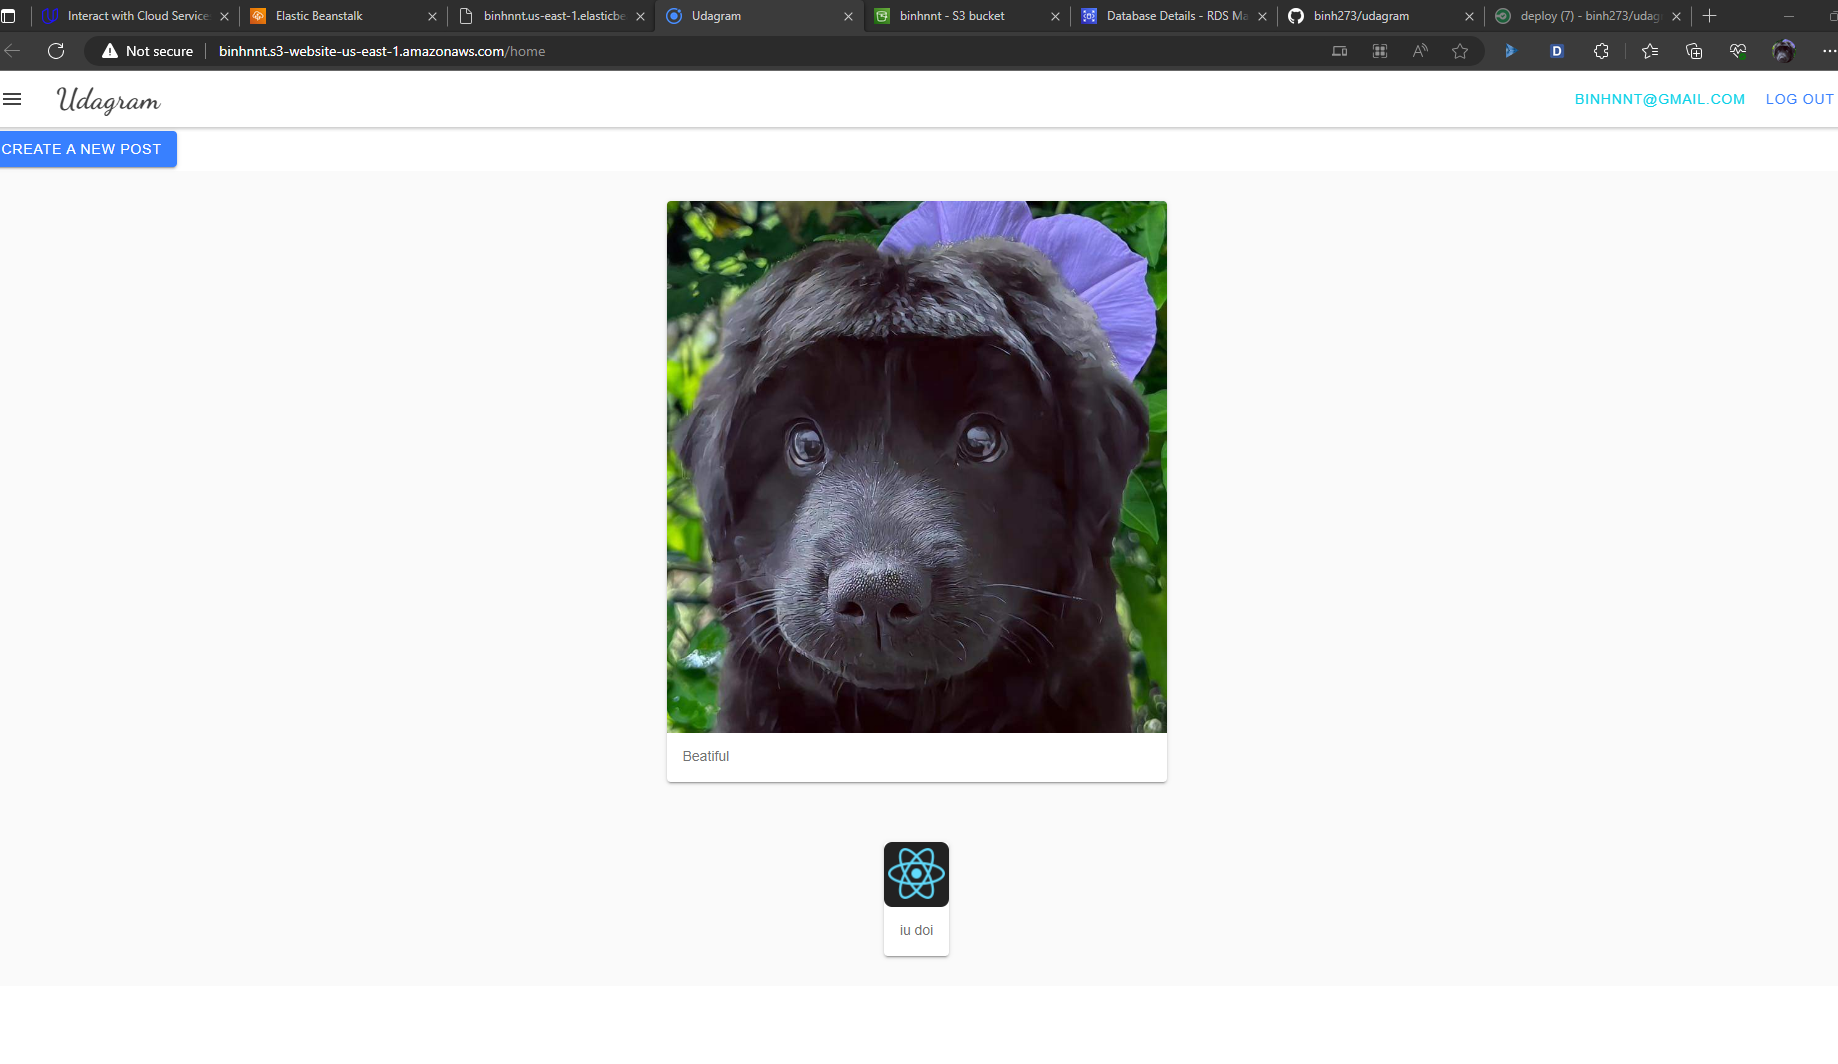 Interact with Cloud Service
Elastic Beanstalk
binhnnt.us-east-1.elasticbe
Udagram
binhnnt - S3 bucket
Database Details - RDS Ma
binh273/udagram
deploy (7) - binh273/udag
Not secure
binhnnt.s3-website-us-east-1.amazonaws.com/home
Udagram
BINHNNT@GMAIL.COM
LOG OUT
CREATE A NEW POST
Beatiful
iu doi